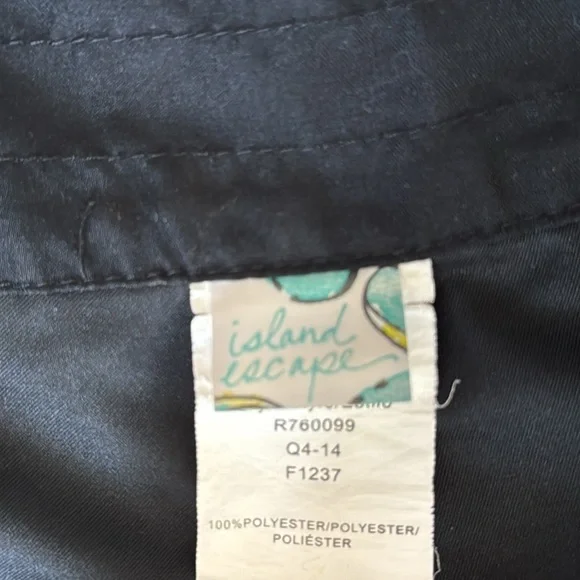 island
escape
R760099
Q4-14
F1237
100%POLYESTER/POLYESTER/
POLIÉSTER